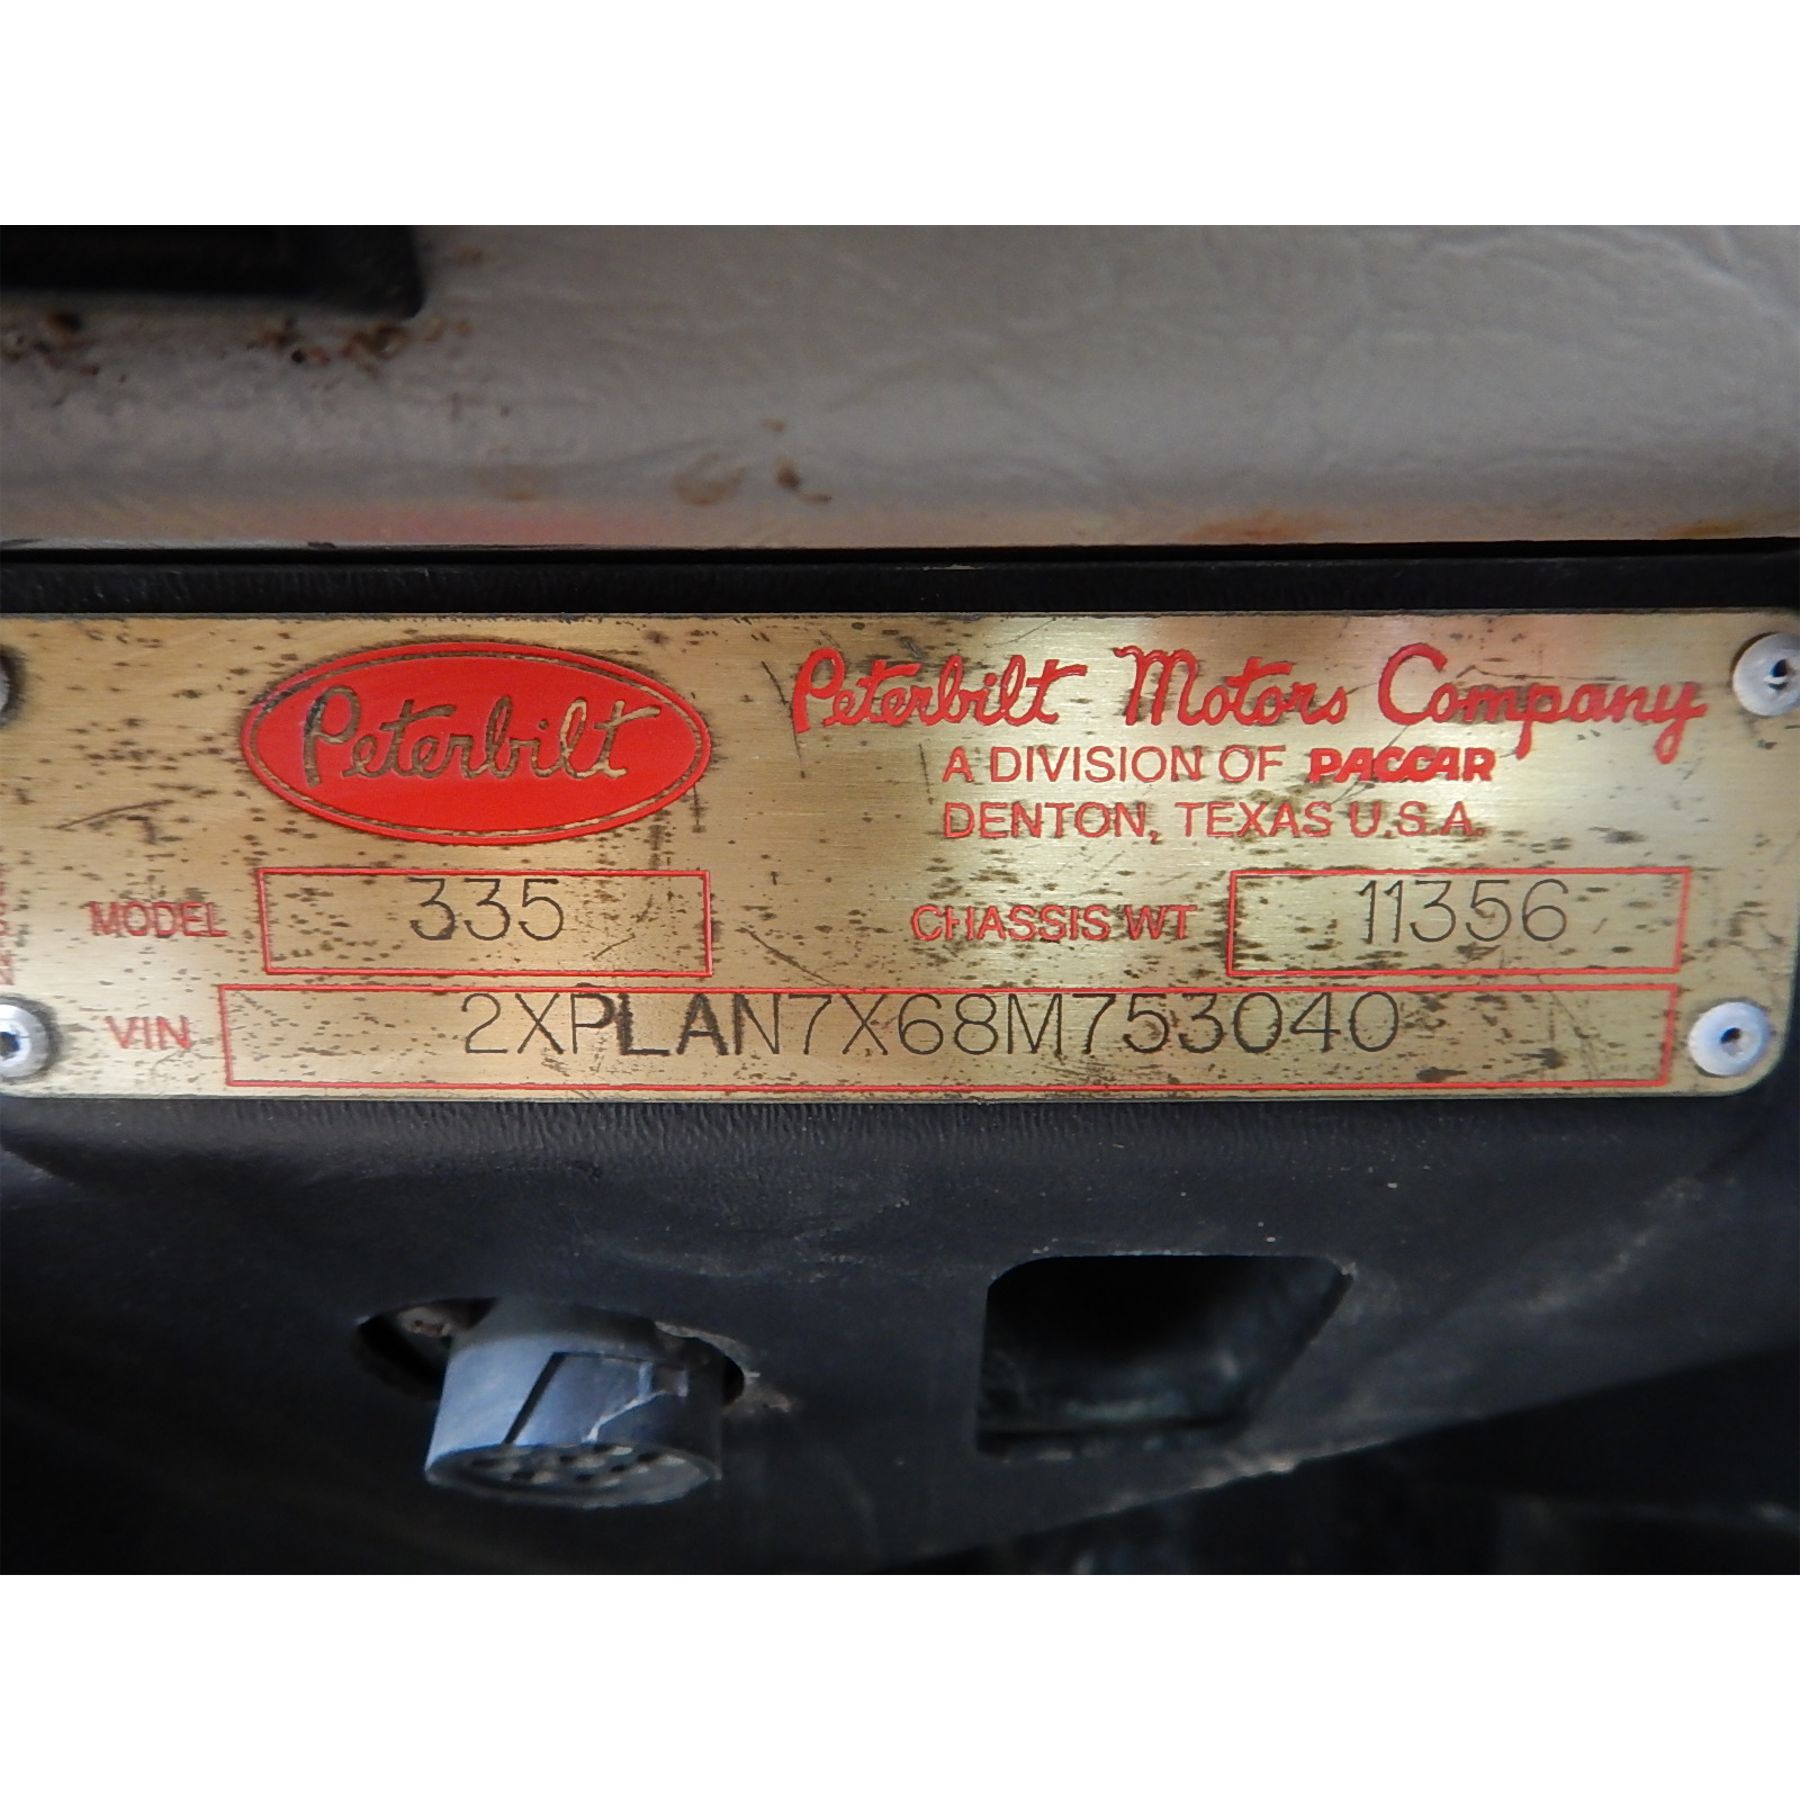 Peterbilt
Peterbilt Motors Company
A DIVISION OF PACCAR
DENTON, TEXAS U.S.A.
MODEL 335 CHASSIS WT 11356
VIN 2XPLAN7X68M753040